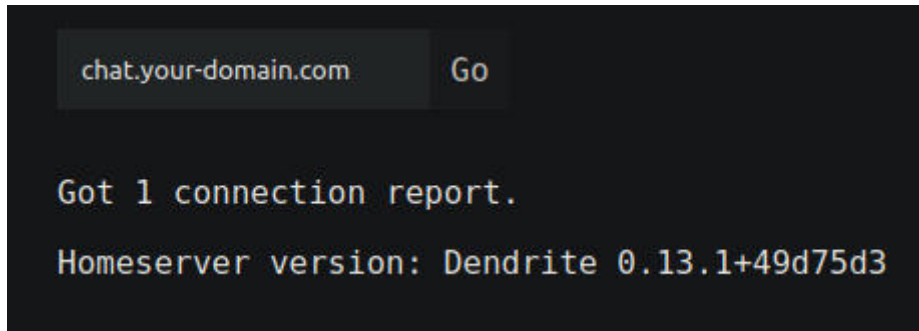 chat.your-domain.com Go
Got 1 connection report.
Homeserver version: Dendrite 0.13.1+49d75d3